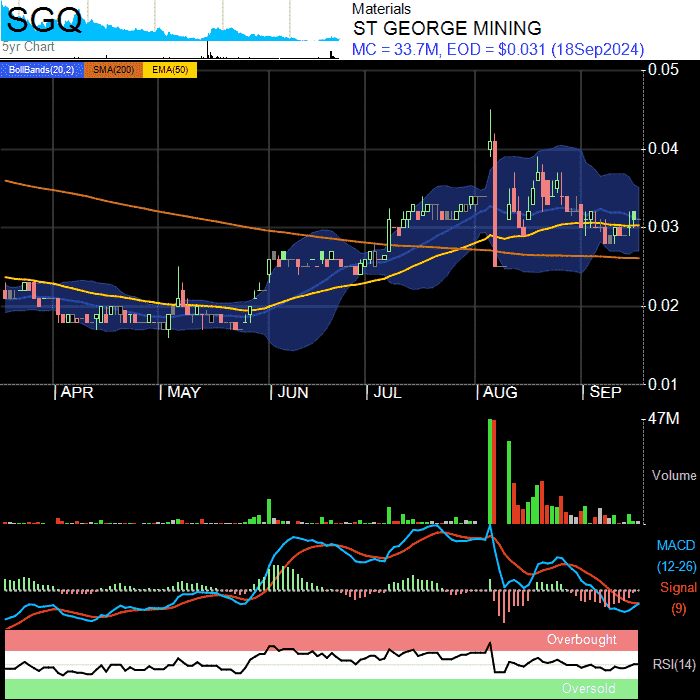 SGQ
5yr Chart
Materials
ST GEORGE MINING
MC = 33.7M, EOD = $0.031 (18Sep2024)
BollBands(20,2) SMA(200) EMA(50)
0.05
0.04
0.03
0.02
0.01
APR MAY JUN JUL AUG SEP
47M
Volume
MACD
(12-26)
Signal
(9)
Overbought
RSI(14)
Oversold